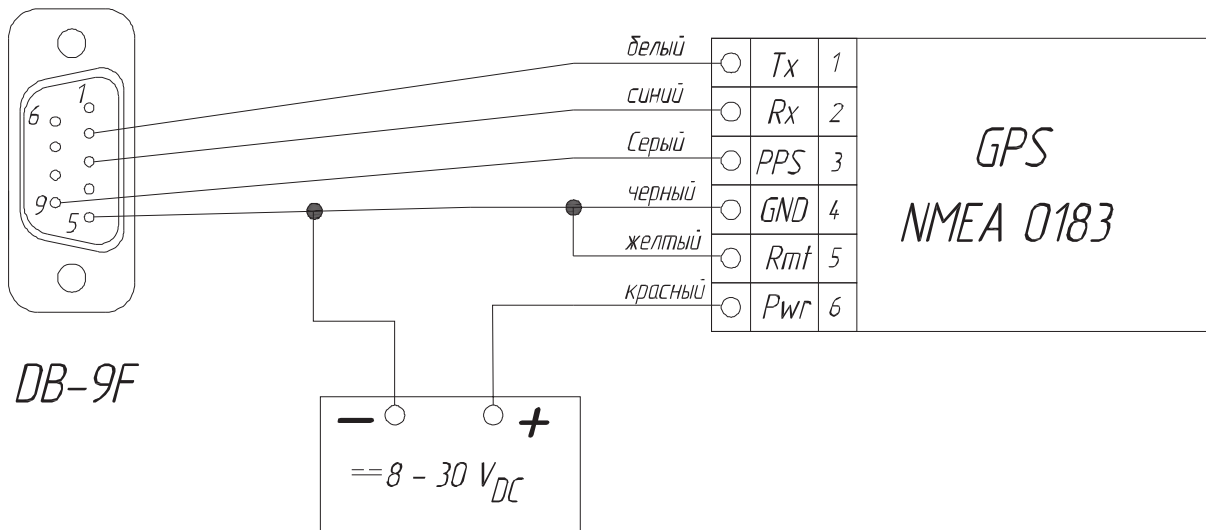 1
6
9
5
DB-9F
белый
синий
Серый
черный
желтый
красный
Tx 1
Rx 2
PPS 3
GND 4
Rmt 5
Pwr 6
GPS
NMEA 0183
− +
⎓ 8 - 30 VDC